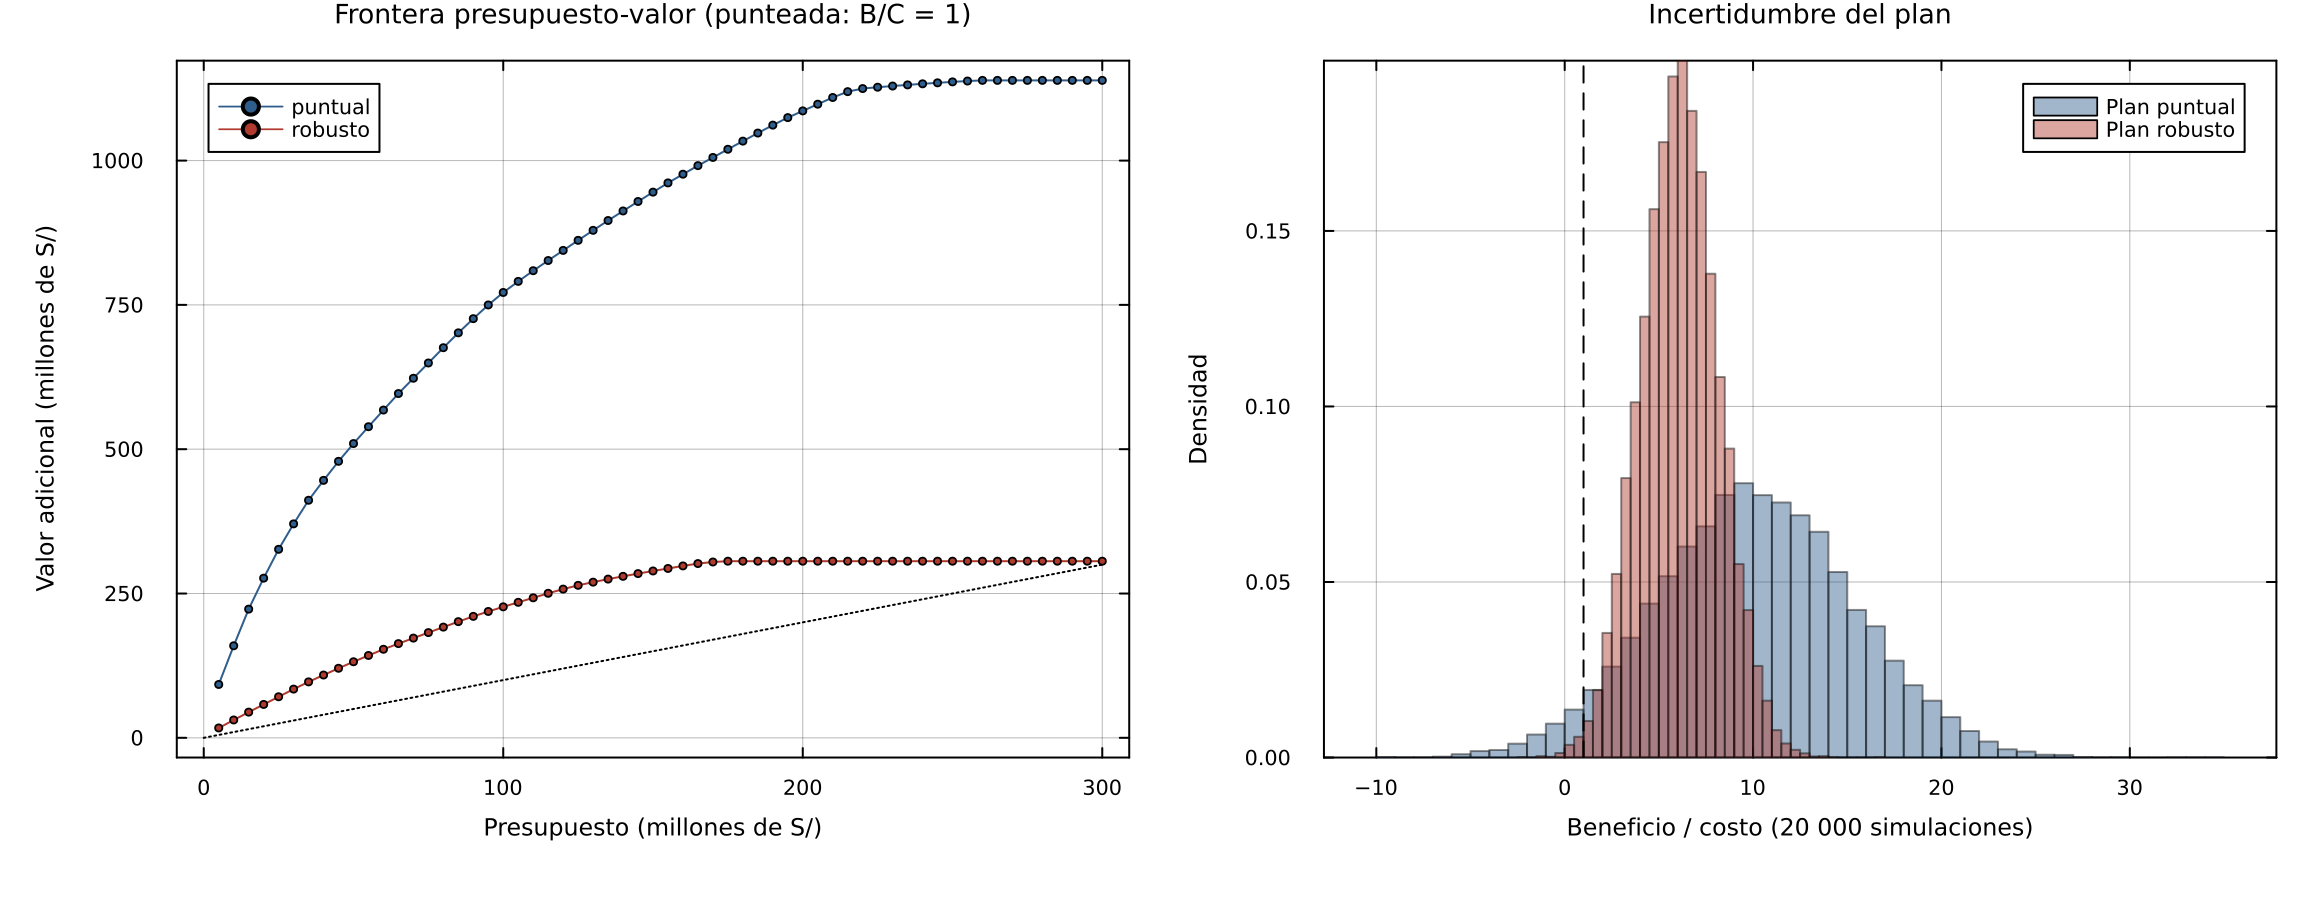 Frontera presupuesto-valor (punteada: B/C = 1)
puntual
robusto
1000
750
500
250
0
Valor adicional (millones de S/)
0
100
200
300
Presupuesto (millones de S/)
Incertidumbre del plan
Plan puntual
Plan robusto
0.15
0.10
0.05
0.00
Densidad
−10
0
10
20
30
Beneficio / costo (20 000 simulaciones)